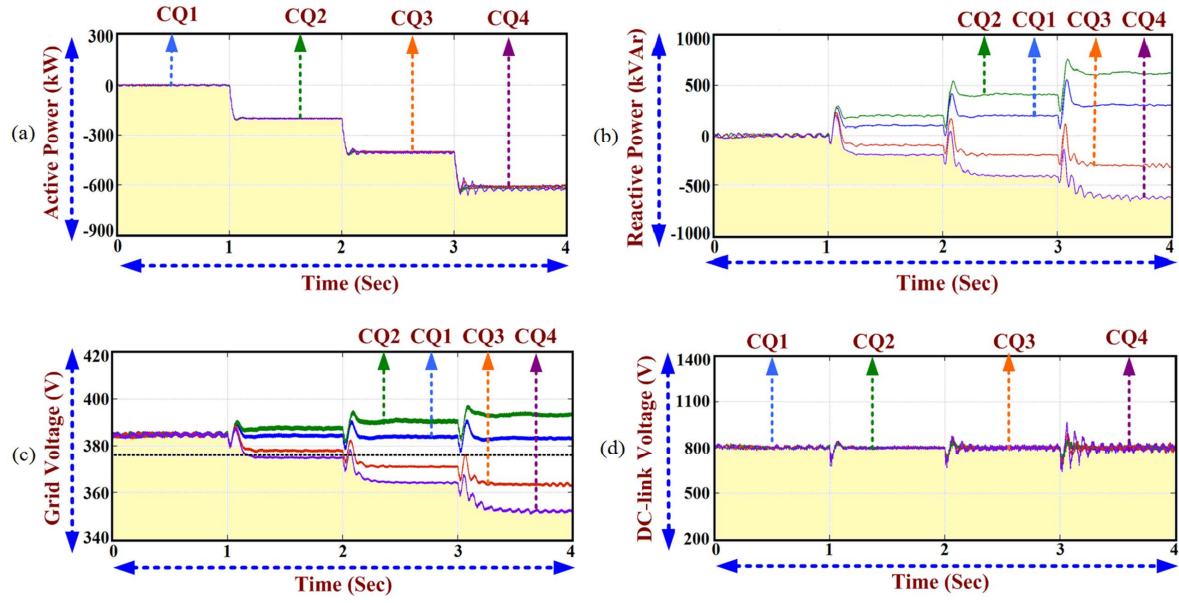 CQ1 CQ2 CQ3 CQ4
(a)
Active Power (kW)
300
0
-300
-600
-900
0 1 2 3 4
Time (Sec)
CQ2 CQ1 CQ3 CQ4
(b)
Reactive Power (kVAr)
1000
500
0
-500
-1000
0 1 2 3 4
Time (Sec)
CQ2 CQ1 CQ3 CQ4
(c)
Grid Voltage (V)
420
400
380
360
340
0 1 2 3 4
Time (Sec)
CQ1 CQ2 CQ3 CQ4
(d)
DC-link Voltage (V)
1400
1100
800
500
200
0 1 2 3 4
Time (Sec)